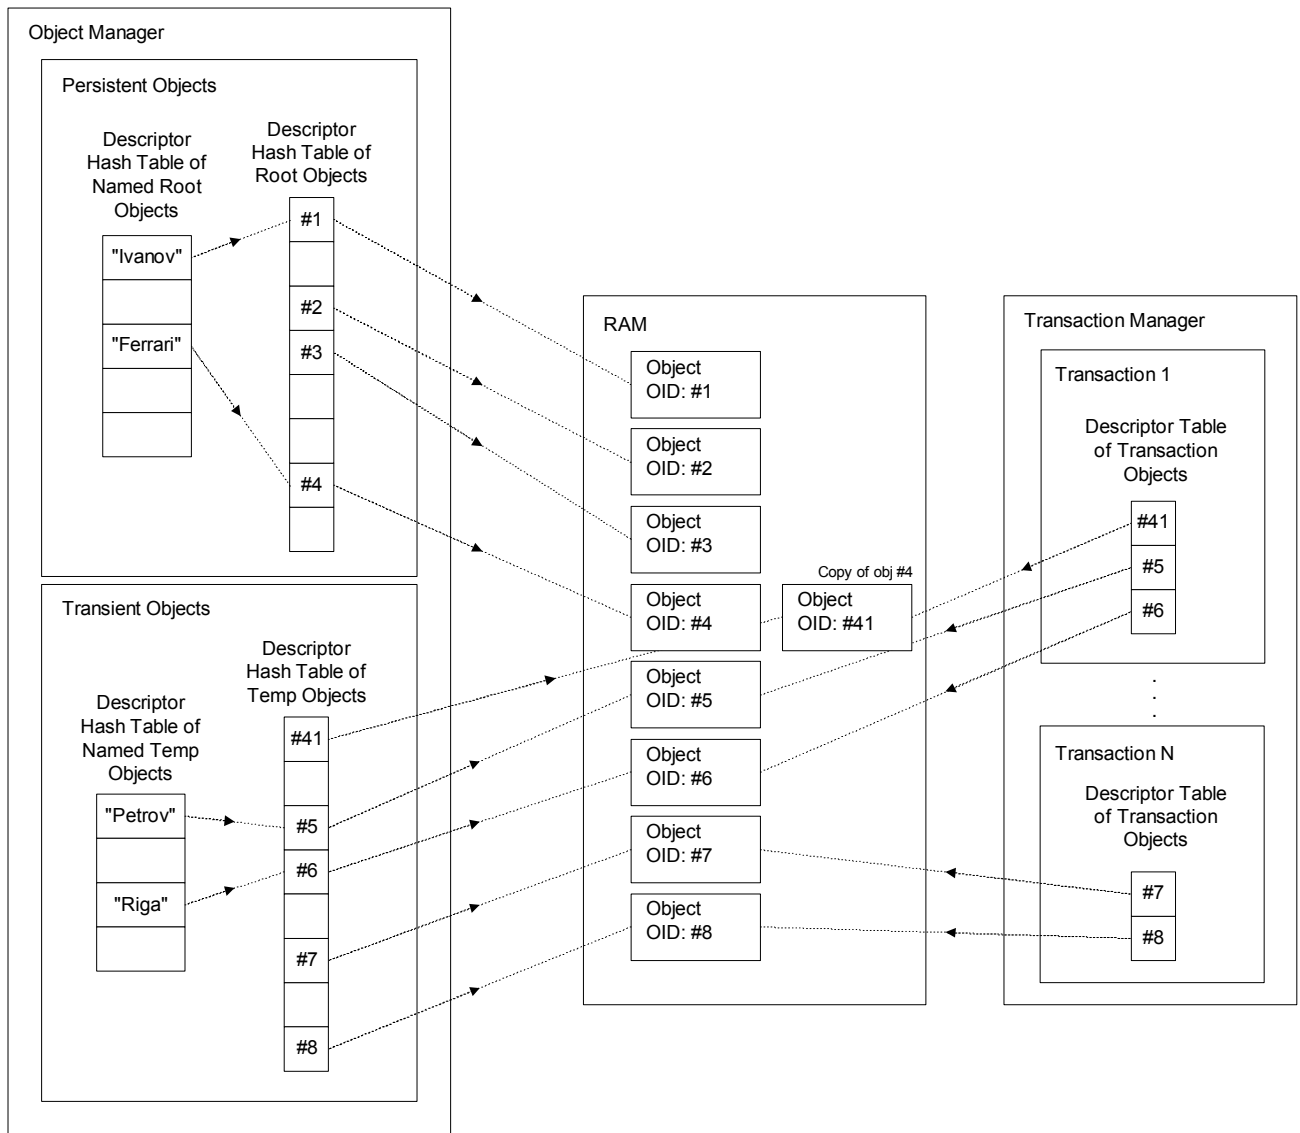 Object Manager
Persistent Objects
Descriptor
Hash Table of
Named Root
Objects
"Ivanov"
"Ferrari"
Descriptor
Hash Table of
Root Objects
#1
#2
#3
#4
Transient Objects
Descriptor
Hash Table of
Named Temp
Objects
"Petrov"
"Riga"
Descriptor
Hash Table of
Temp Objects
#41
#5
#6
#7
#8
RAM
Object
OID: #1
Object
OID: #2
Object
OID: #3
Object
OID: #4
Copy of obj #4
Object
OID: #41
Object
OID: #5
Object
OID: #6
Object
OID: #7
Object
OID: #8
Transaction Manager
Transaction 1
Descriptor Table
of Transaction
Objects
#41
#5
#6
.
.
.
Transaction N
Descriptor Table
of Transaction
Objects
#7
#8